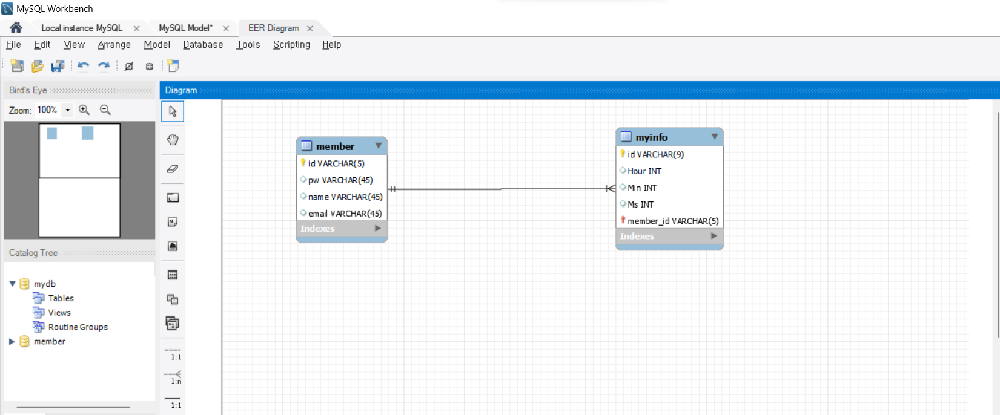 MySQL Workbench
Local instance MySQL
MySQL Model*
EER Diagram
File Edit View Arrange Model Database Tools Scripting Help
Bird's Eye
Diagram
Zoom: 100%
member
id VARCHAR(5)
pw VARCHAR(45)
name VARCHAR(45)
email VARCHAR(45)
Indexes
myinfo
id VARCHAR(9)
Hour INT
Min INT
Ms INT
member_id VARCHAR(5)
Indexes
Catalog Tree
mydb
Tables
Views
Routine Groups
member
1:1
1:n
1:1